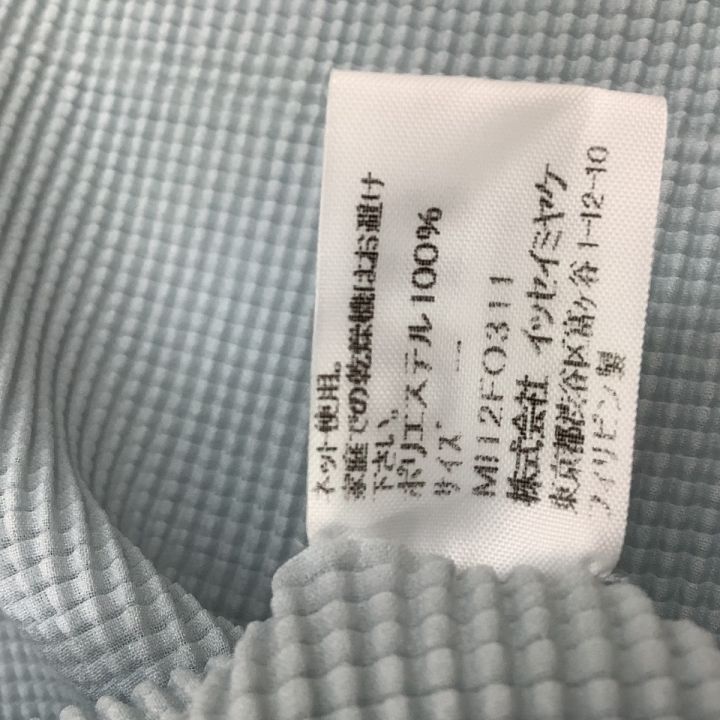 ネット使用。
家庭での乾燥機はお避け
下さい。
ポリエステル 100%
サイズ　一
MI12FO311
株式会社 イッセイミヤケ
東京都渋谷区富ヶ谷 1-12-10
フィリピン製